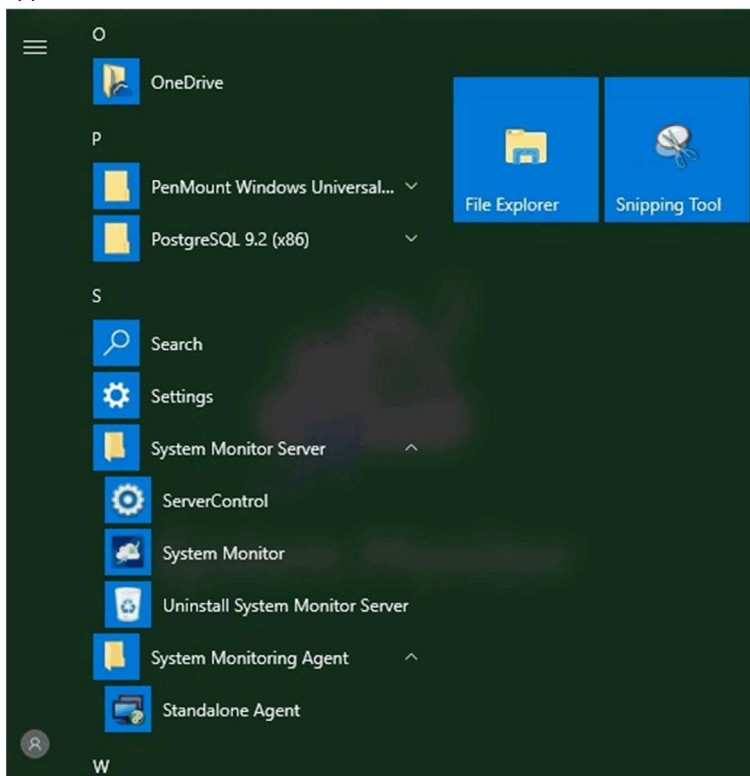 O
OneDrive
P
PenMount Windows Universal...
PostgreSQL 9.2 (x86)
S
Search
Settings
System Monitor Server
ServerControl
System Monitor
Uninstall System Monitor Server
System Monitoring Agent
Standalone Agent
W
File Explorer
Snipping Tool